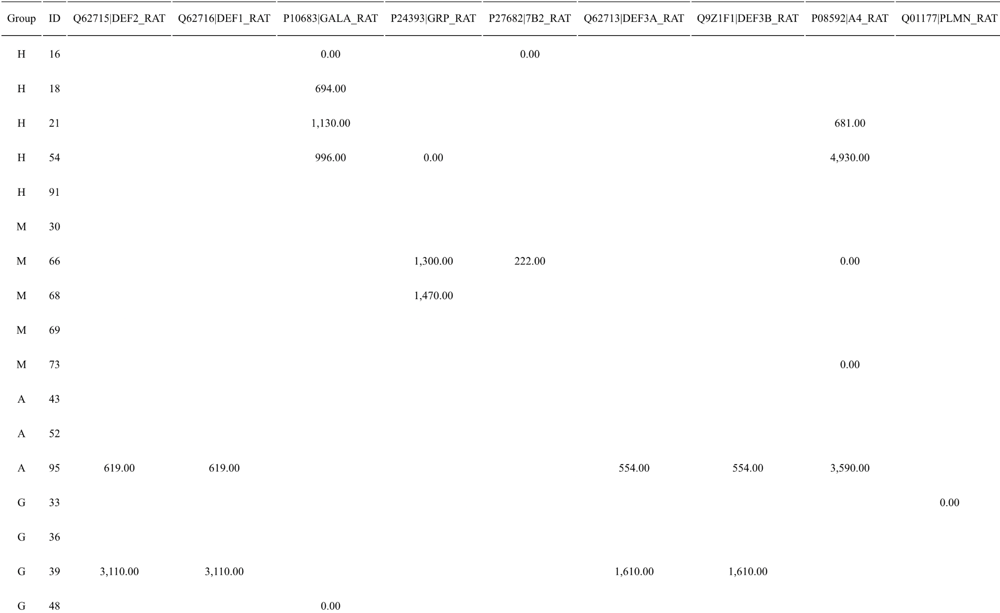 Group ID Q62715|DEF2_RAT Q62716|DEF1_RAT P10683|GALA_RAT P24393|GRP_RAT P27682|7B2_RAT Q62713|DEF3A_RAT Q9Z1F1|DEF3B_RAT P08592|A4_RAT Q01177|PLMN_RAT
H 16 0.00 0.00
H 18 694.00
H 21 1,130.00 681.00
H 54 996.00 0.00 4,930.00
H 91
M 30
M 66 1,300.00 222.00 0.00
M 68 1,470.00
M 69
M 73 0.00
A 43
A 52
A 95 619.00 619.00 554.00 554.00 3,590.00
G 33 0.00
G 36
G 39 3,110.00 3,110.00 1,610.00 1,610.00
G 48 0.00